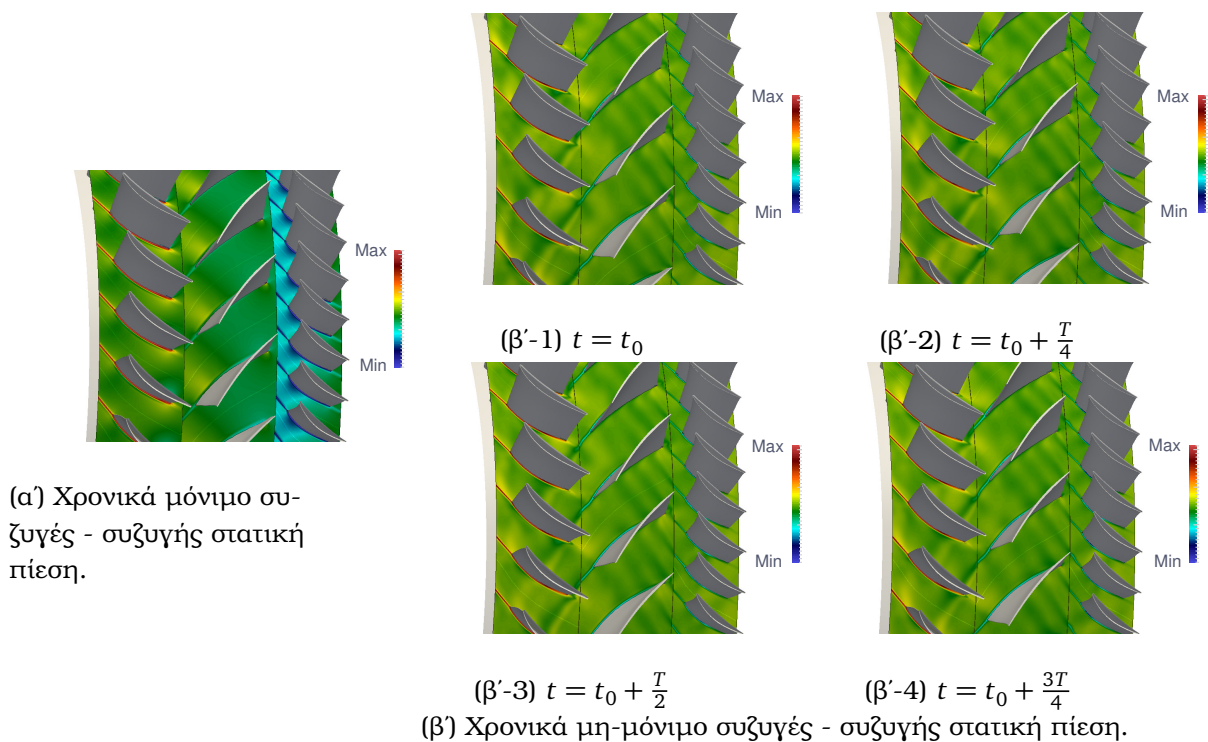 Max
Min
Max
Min
(β′-1) t = t₀
(β′-2) t = t₀ + T/4
Max
Min
(α′) Χρονικά μόνιμο συ-
ζυγές - συζυγής στατική
πίεση.
Max
Min
Max
Min
(β′-3) t = t₀ + T/2
(β′-4) t = t₀ + 3T/4
(β′) Χρονικά μη-μόνιμο συζυγές - συζυγής στατική πίεση.